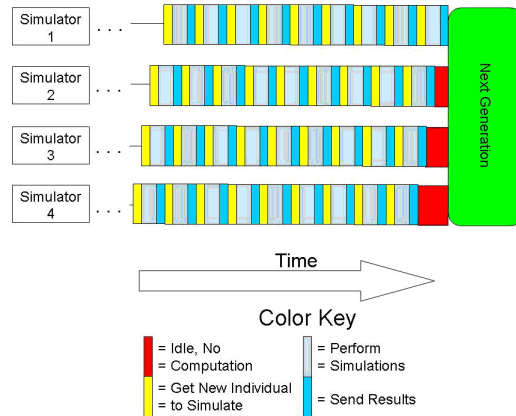 Simulator
1
. . .
Simulator
2
. . .
Simulator
3
. . .
Simulator
4
. . .
Next Generation
Time
Color Key
= Idle, No
= Computation
= Get New Individual
to Simulate
= Perform
= Simulations
= Send Results